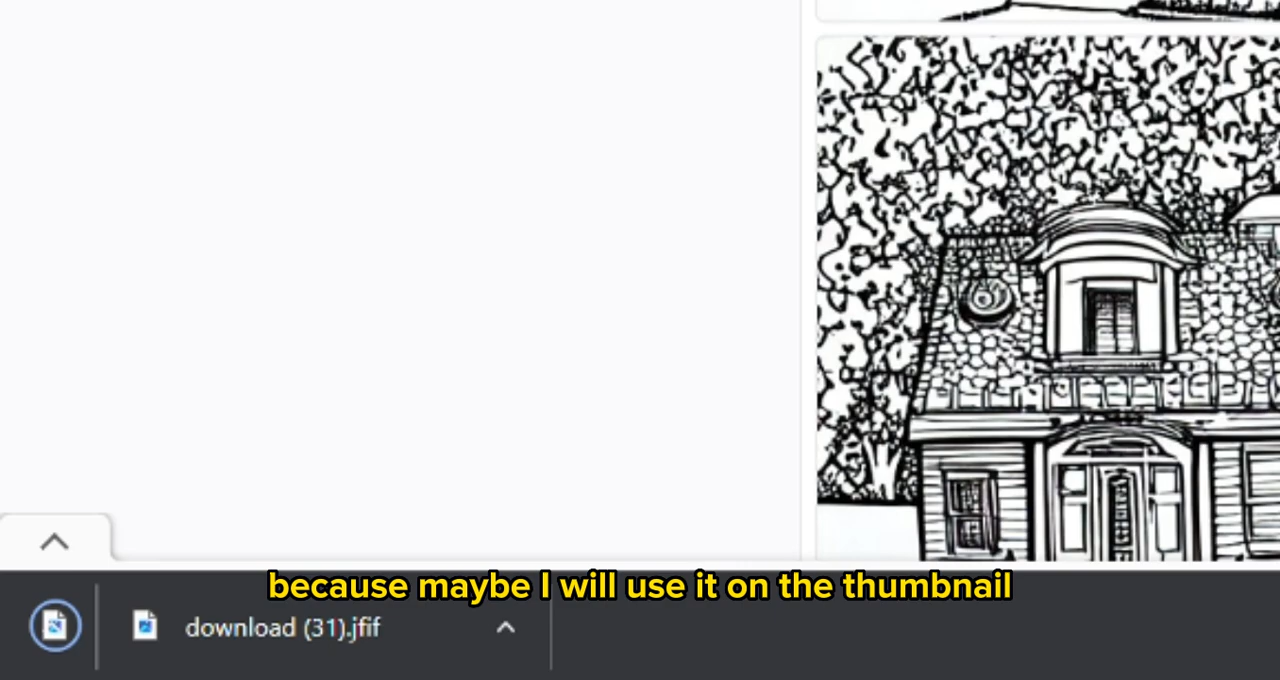 because maybe I will use it on the thumbnail
download (31).jfif